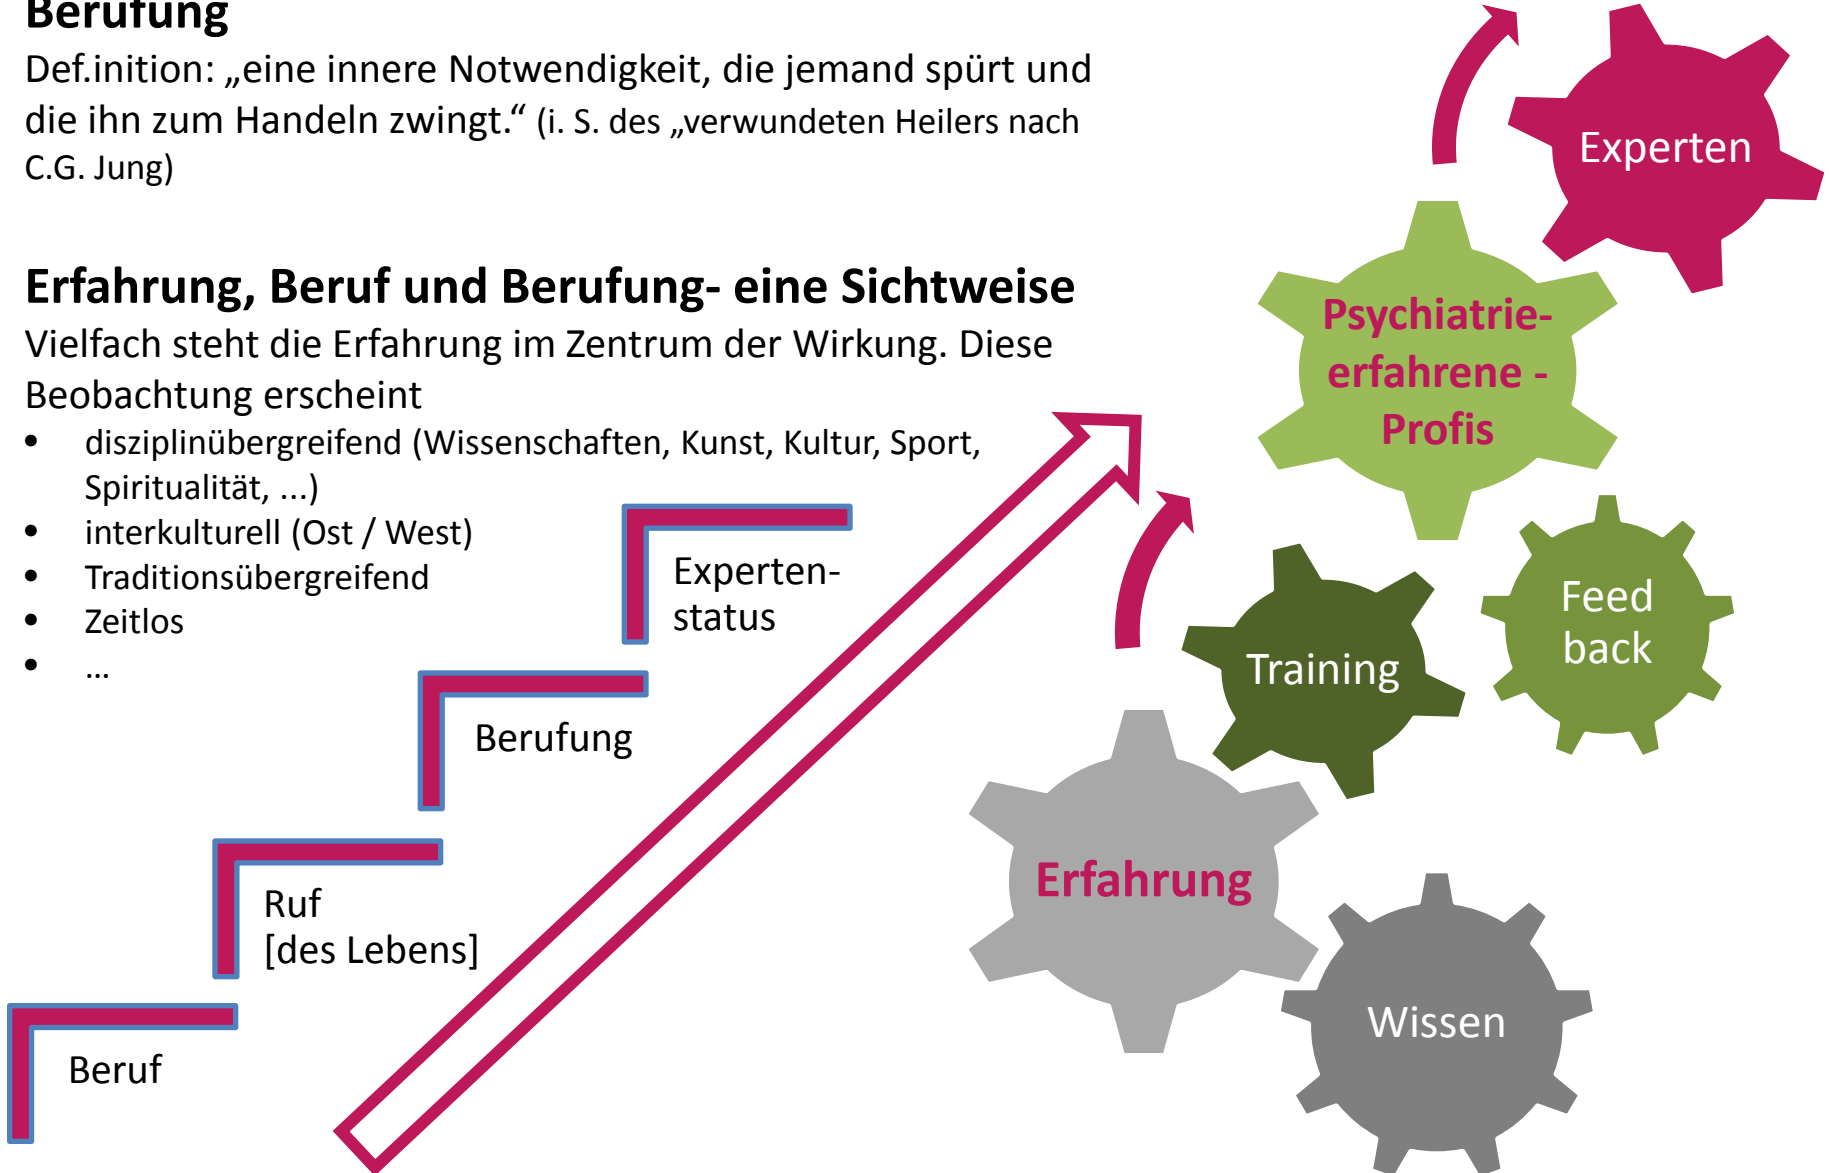 Berufung
Def.inition: „eine innere Notwendigkeit, die jemand spürt und
die ihn zum Handeln zwingt.“ (i. S. des „verwundeten Heilers nach
C.G. Jung)
Erfahrung, Beruf und Berufung- eine Sichtweise
Vielfach steht die Erfahrung im Zentrum der Wirkung. Diese
Beobachtung erscheint
• disziplinübergreifend (Wissenschaften, Kunst, Kultur, Sport,
Spiritualität, ...)
• interkulturell (Ost / West)
• Traditionsübergreifend
• Zeitlos
• …
Experten-
status
Berufung
Ruf
[des Lebens]
Beruf
Experten
Psychiatrie-
erfahrene -
Profis
Feed
back
Training
Erfahrung
Wissen